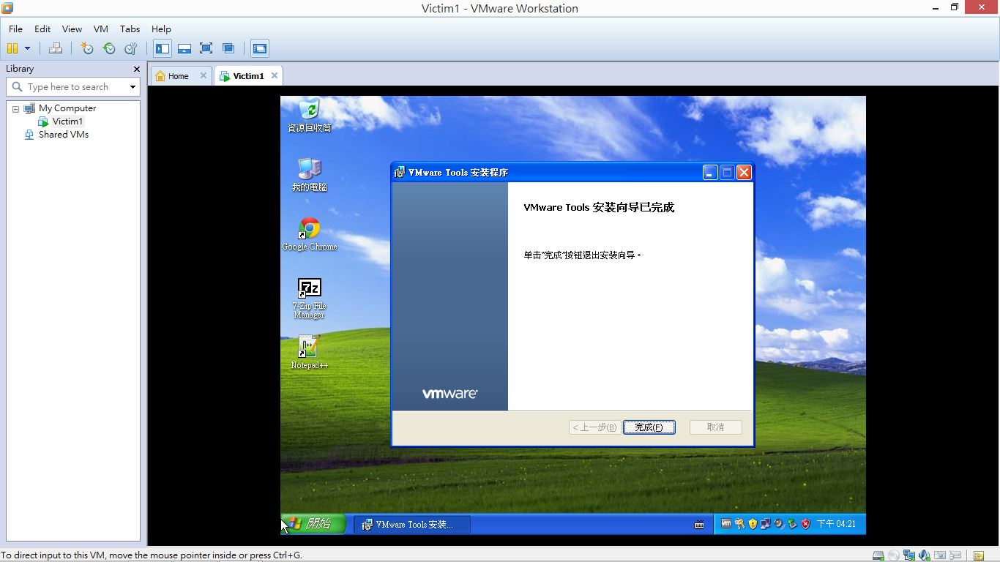 Victim1 - VMware Workstation
File Edit View VM Tabs Help
Library
Type here to search
My Computer
Victim1
Shared VMs
Home
Victim1
資源回收筒
我的電腦
Google Chrome
7-Zip File
Manager
Notepad++
VMware Tools 安装程序
VMware Tools 安装向导已完成
单击"完成"按钮退出安装向导。
vmware
< 上一步(B) 完成(F) 取消
開始
VMware Tools 安装...
vm
下午 04:21
To direct input to this VM, move the mouse pointer inside or press Ctrl+G.